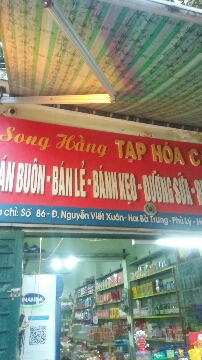 Song Hằng TẠP HÓA
BÁN BUÔN - BÁN LẺ - BÁNH KẸO - ĐƯỜNG SỮA -
chỉ: Số 86 - Đ. Nguyễn Viết Xuân - Hai Bà Trưng - Phủ Lý -